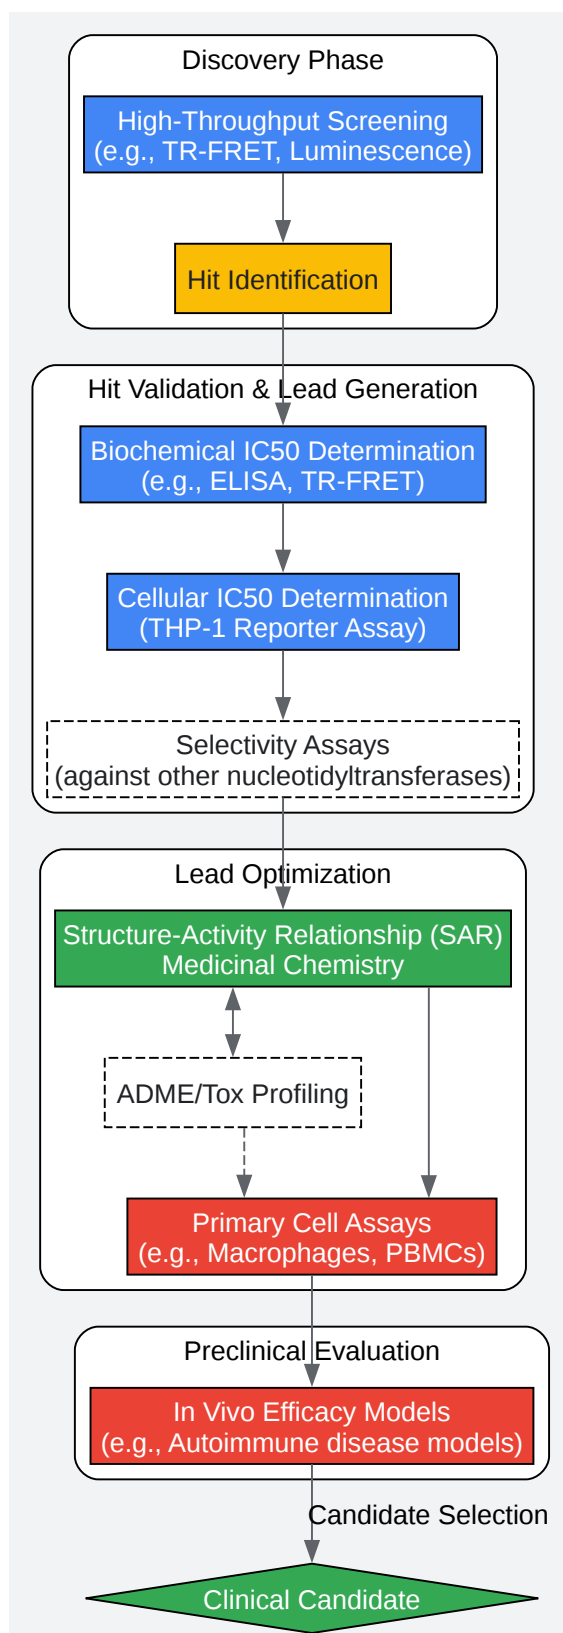 Discovery Phase
High-Throughput Screening
(e.g., TR-FRET, Luminescence)
Hit Identification
Hit Validation & Lead Generation
Biochemical IC50 Determination
(e.g., ELISA, TR-FRET)
Cellular IC50 Determination
(THP-1 Reporter Assay)
Selectivity Assays
(against other nucleotidyltransferases)
Lead Optimization
Structure-Activity Relationship (SAR)
Medicinal Chemistry
ADME/Tox Profiling
Primary Cell Assays
(e.g., Macrophages, PBMCs)
Preclinical Evaluation
In Vivo Efficacy Models
(e.g., Autoimmune disease models)
Candidate Selection
Clinical Candidate